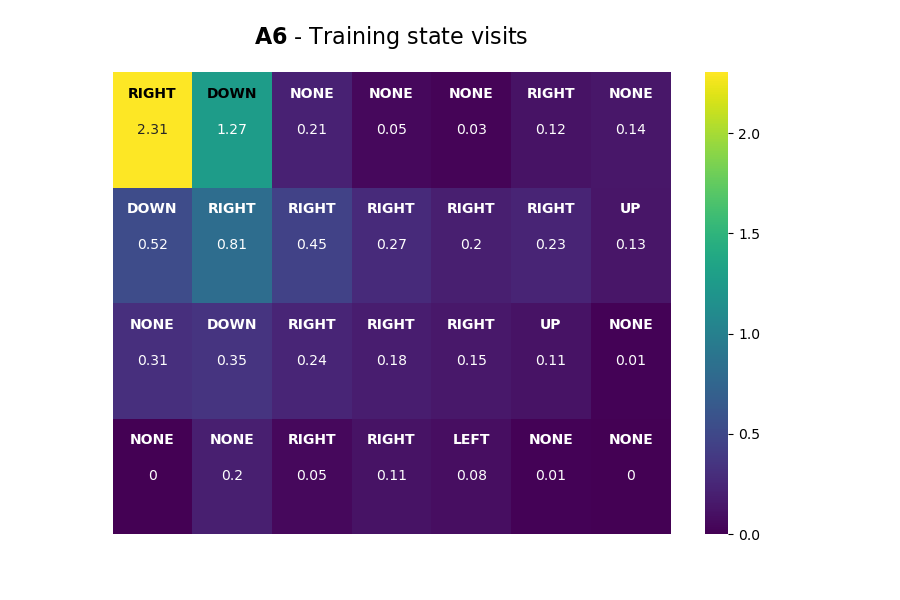 A6 - Training state visits
RIGHT DOWN NONE NONE NONE RIGHT NONE
2.31 1.27 0.21 0.05 0.03 0.12 0.14
DOWN RIGHT RIGHT RIGHT RIGHT RIGHT UP
0.52 0.81 0.45 0.27 0.2 0.23 0.13
NONE DOWN RIGHT RIGHT RIGHT UP NONE
0.31 0.35 0.24 0.18 0.15 0.11 0.01
NONE NONE RIGHT RIGHT LEFT NONE NONE
0 0.2 0.05 0.11 0.08 0.01 0
2.0
1.5
1.0
0.5
0.0